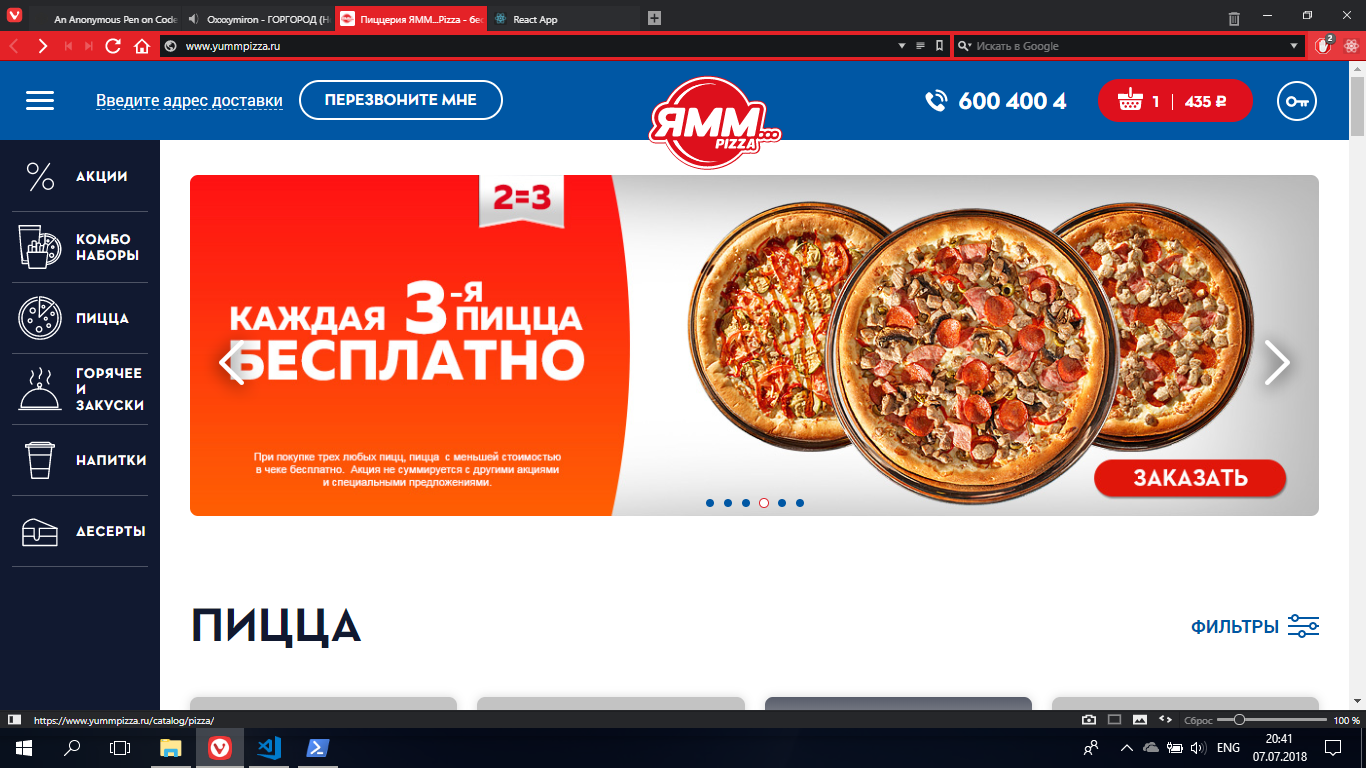 An Anonymous Pen on Code
Oxxxymiron - ГОРГОРОД (Н
Пиццерия ЯММ...Pizza - бес
React App
www.yummpizza.ru
Искать в Google
2
Введите адрес доставки
ПЕРЕЗВОНИТЕ МНЕ
ЯММ...
PIZZA
600 400 4
1 | 435 ₽
АКЦИИ
КОМБО
НАБОРЫ
ПИЦЦА
ГОРЯЧЕЕ
И
ЗАКУСКИ
НАПИТКИ
ДЕСЕРТЫ
2=3
КАЖДАЯ 3-Я ПИЦЦА
БЕСПЛАТНО
При покупке трех любых пицц, пицца с меньшей стоимостью
в чеке бесплатно. Акция не суммируется с другими акциями
и специальными предложениями.
ЗАКАЗАТЬ
ПИЦЦА
ФИЛЬТРЫ
https://www.yummpizza.ru/catalog/pizza/
Сброс
100 %
ENG
20:41
07.07.2018